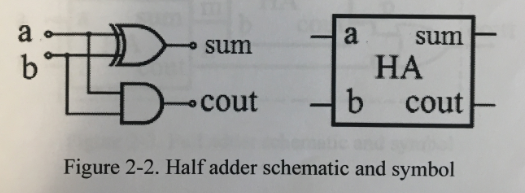 a
sum
b
cout
a sum
HA
b cout
Figure 2-2. Half adder schematic and symbol